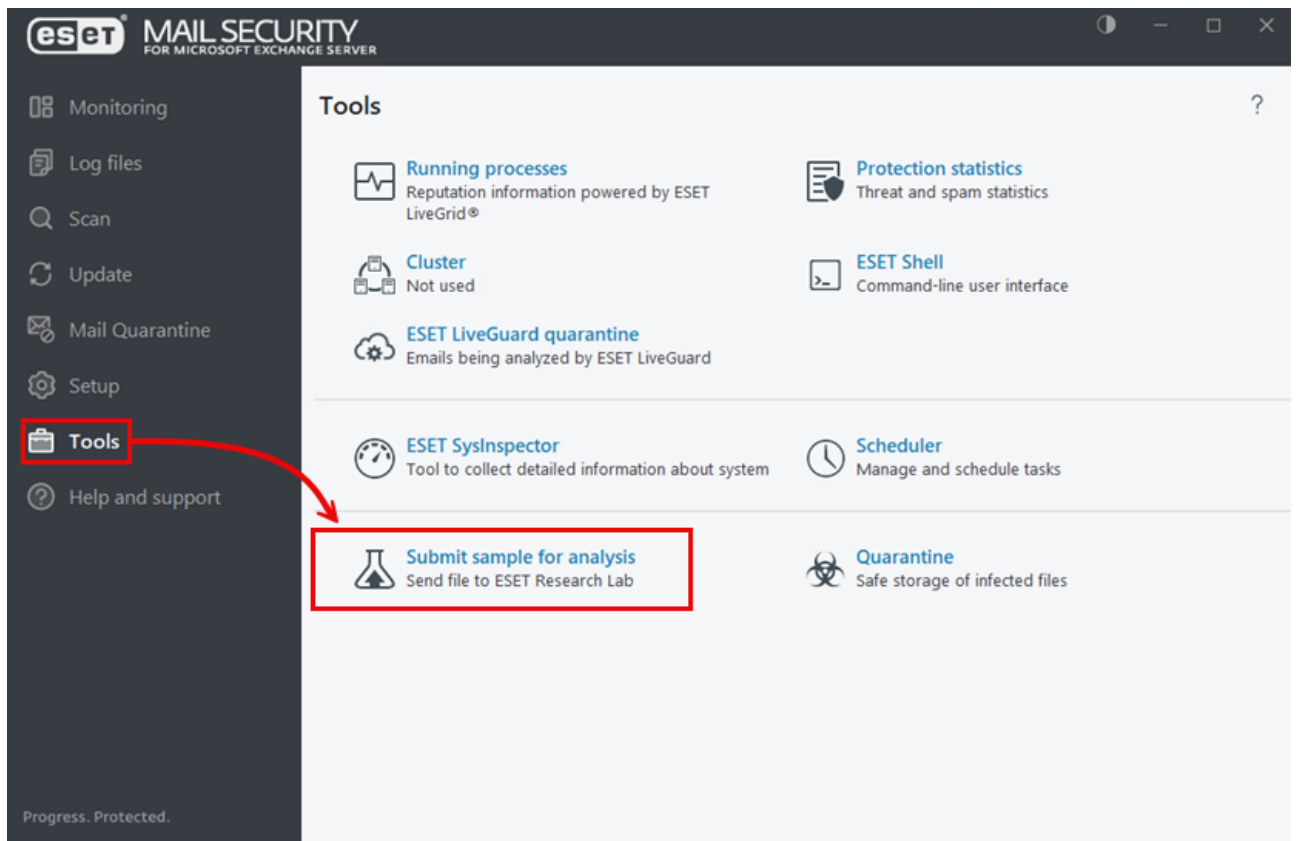 eset MAIL SECURITY
FOR MICROSOFT EXCHANGE SERVER
Monitoring
Log files
Scan
Update
Mail Quarantine
Setup
Tools
Help and support
Progress. Protected.
Tools
?
Running processes
Reputation information powered by ESET
LiveGrid®
Protection statistics
Threat and spam statistics
Cluster
Not used
ESET Shell
Command-line user interface
ESET LiveGuard quarantine
Emails being analyzed by ESET LiveGuard
ESET SysInspector
Tool to collect detailed information about system
Scheduler
Manage and schedule tasks
Submit sample for analysis
Send file to ESET Research Lab
Quarantine
Safe storage of infected files